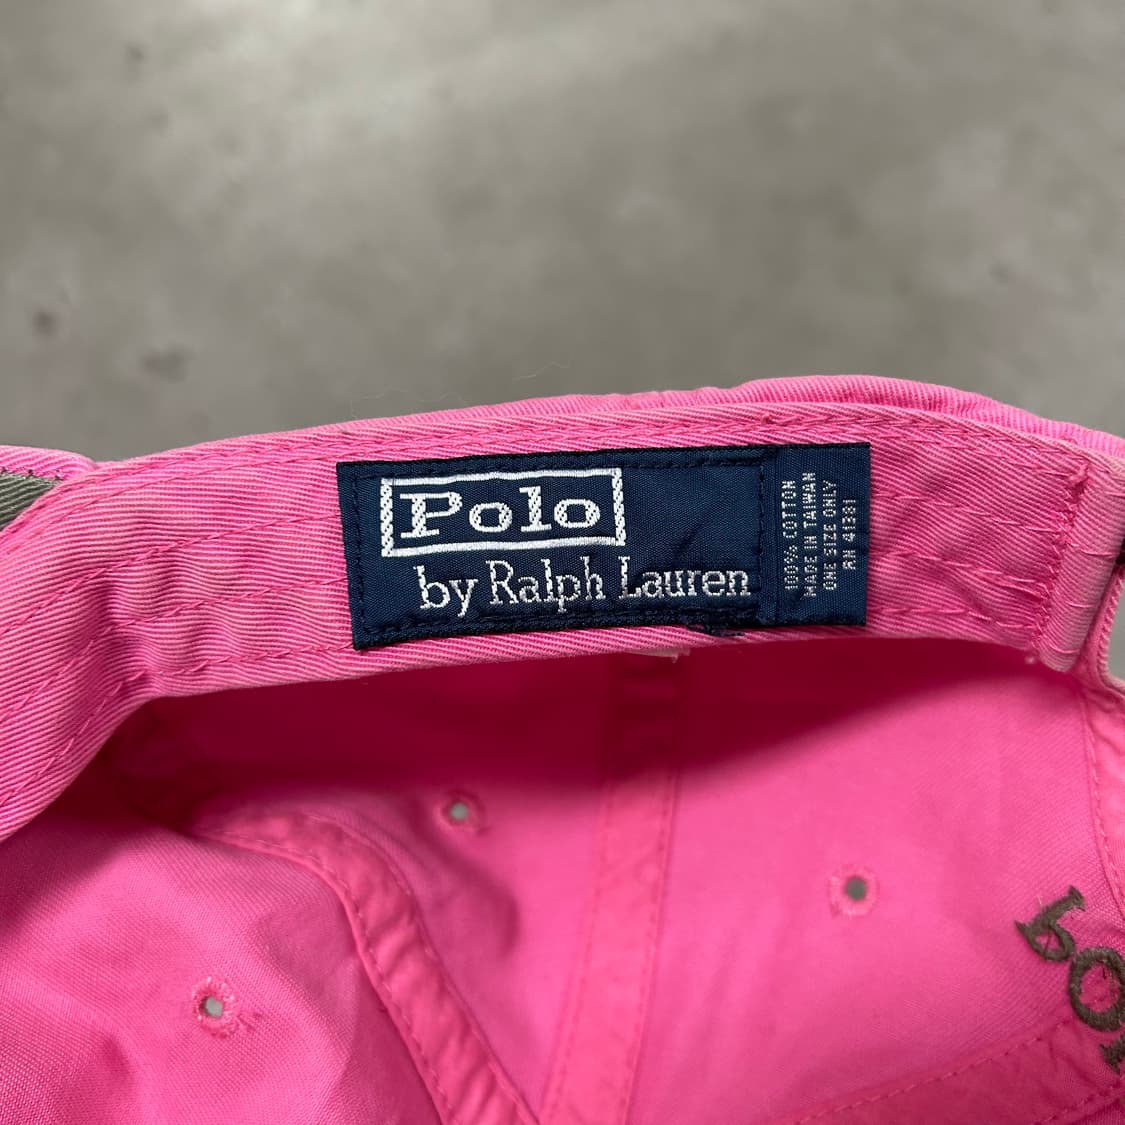 Polo
by Ralph Lauren
100% COTTON
MADE IN TAIWAN
ONE SIZE ONLY
RN 41381